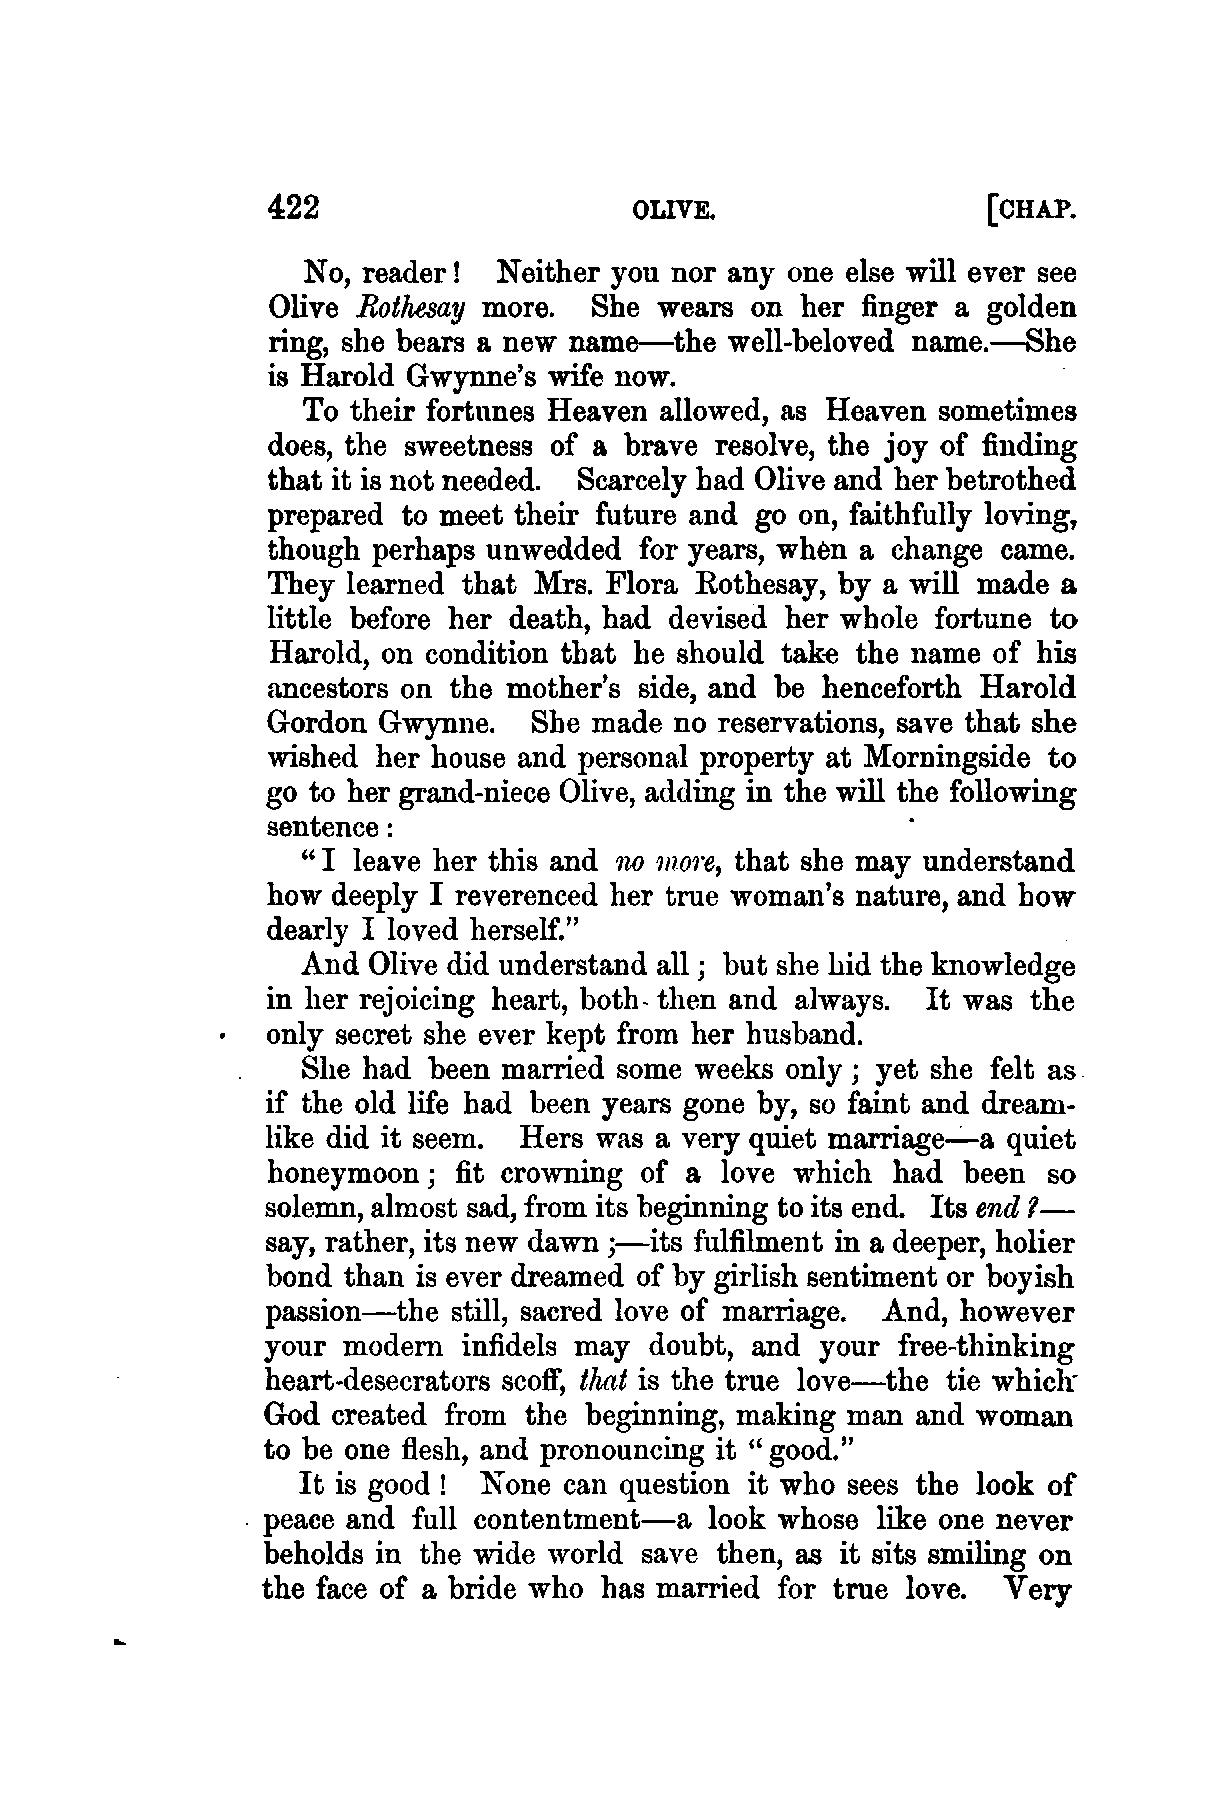 422 OLIVE. [CHAP.
No, reader! Neither you nor any one else will ever see
Olive Rothesay more. She wears on her finger a golden
ring, she bears a new name—the well-beloved name.—She
is Harold Gwynne's wife now.
To their fortunes Heaven allowed, as Heaven sometimes
does, the sweetness of a brave resolve, the joy of finding
that it is not needed. Scarcely had Olive and her betrothed
prepared to meet their future and go on, faithfully loving,
though perhaps unwedded for years, when a change came.
They learned that Mrs. Flora Rothesay, by a will made a
little before her death, had devised her whole fortune to
Harold, on condition that he should take the name of his
ancestors on the mother's side, and be henceforth Harold
Gordon Gwynne. She made no reservations, save that she
wished her house and personal property at Morningside to
go to her grand-niece Olive, adding in the will the following
sentence:
"I leave her this and no more, that she may understand
how deeply I reverenced her true woman's nature, and how
dearly I loved herself."
And Olive did understand all; but she hid the knowledge
in her rejoicing heart, both then and always. It was the
only secret she ever kept from her husband.
She had been married some weeks only; yet she felt as
if the old life had been years gone by, so faint and dream-
like did it seem. Hers was a very quiet marriage—a quiet
honeymoon; fit crowning of a love which had been so
solemn, almost sad, from its beginning to its end. Its end?—
say, rather, its new dawn;—its fulfilment in a deeper, holier
bond than is ever dreamed of by girlish sentiment or boyish
passion—the still, sacred love of marriage. And, however
your modern infidels may doubt, and your free-thinking
heart-desecrators scoff, that is the true love—the tie which
God created from the beginning, making man and woman
to be one flesh, and pronouncing it "good."
It is good! None can question it who sees the look of
peace and full contentment—a look whose like one never
beholds in the wide world save then, as it sits smiling on
the face of a bride who has married for true love. Very